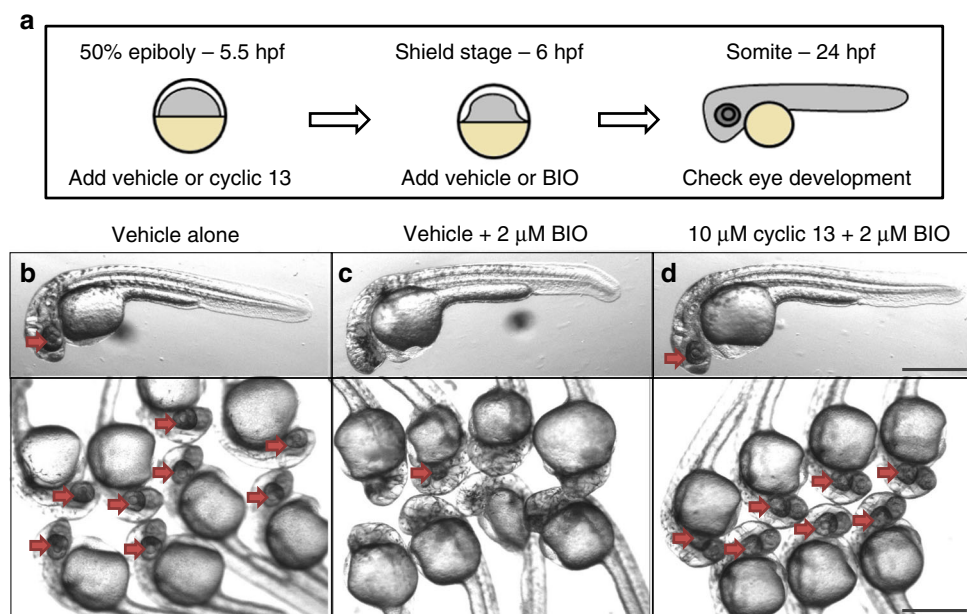 a
50% epiboly – 5.5 hpf
Shield stage – 6 hpf
Somite – 24 hpf
Add vehicle or cyclic 13
Add vehicle or BIO
Check eye development
Vehicle alone
Vehicle + 2 μM BIO
10 μM cyclic 13 + 2 μM BIO
b
c
d